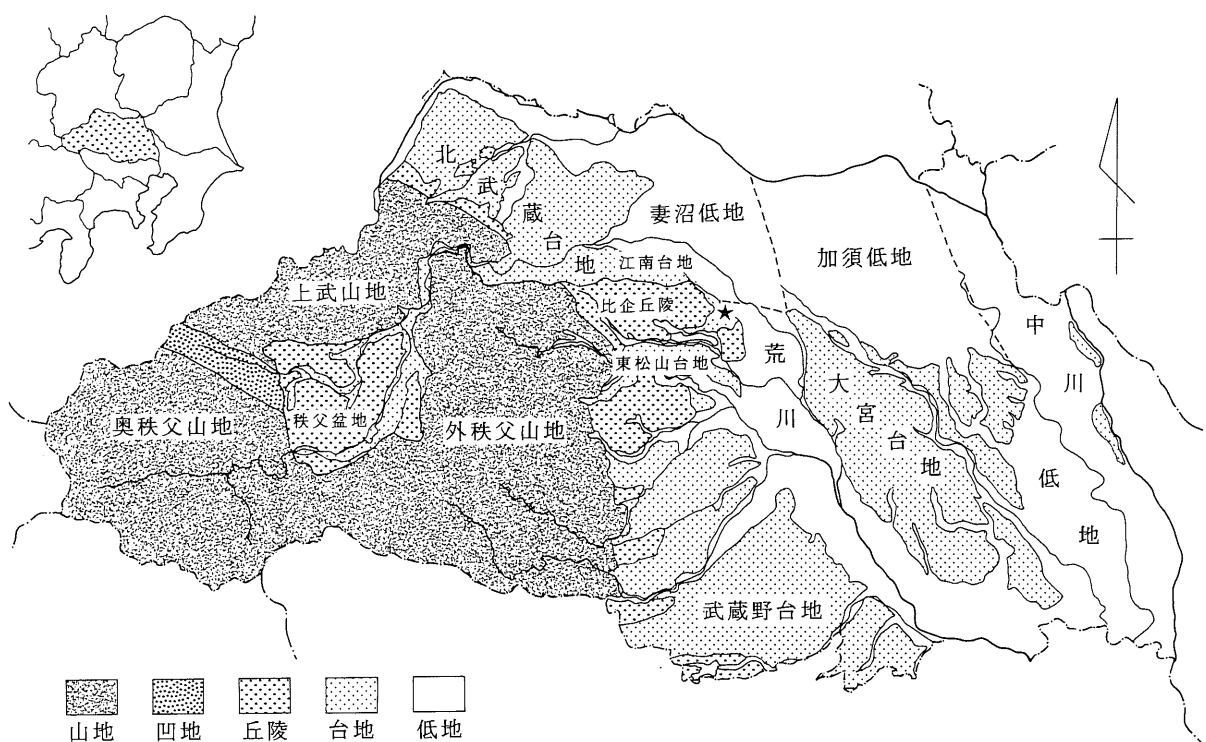 北武蔵台地
妻沼低地
江南台地
加須低地
上武山地
比企丘陵
★
中川低地
荒川
東松山台地
大宮台地
奥秩父山地
秩父盆地
外秩父山地
武蔵野台地
山地
凹地
丘陵
台地
低地